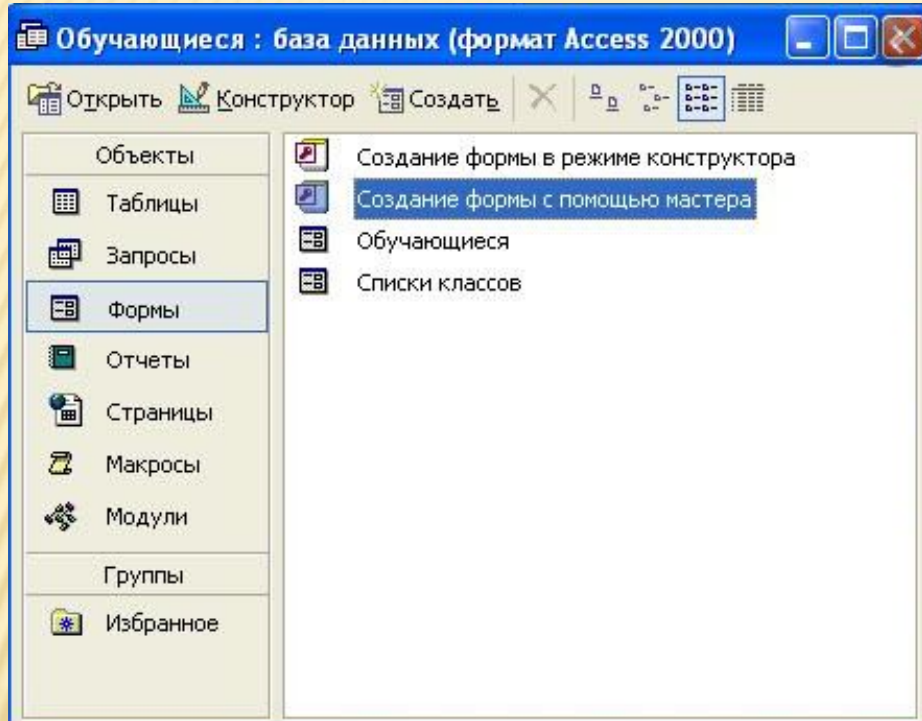 Обучающиеся : база данных (формат Access 2000)
Открыть Конструктор Создать
Объекты
Таблицы
Запросы
Формы
Отчеты
Страницы
Макросы
Модули
Группы
Избранное
Создание формы в режиме конструктора
Создание формы с помощью мастера
Обучающиеся
Списки классов